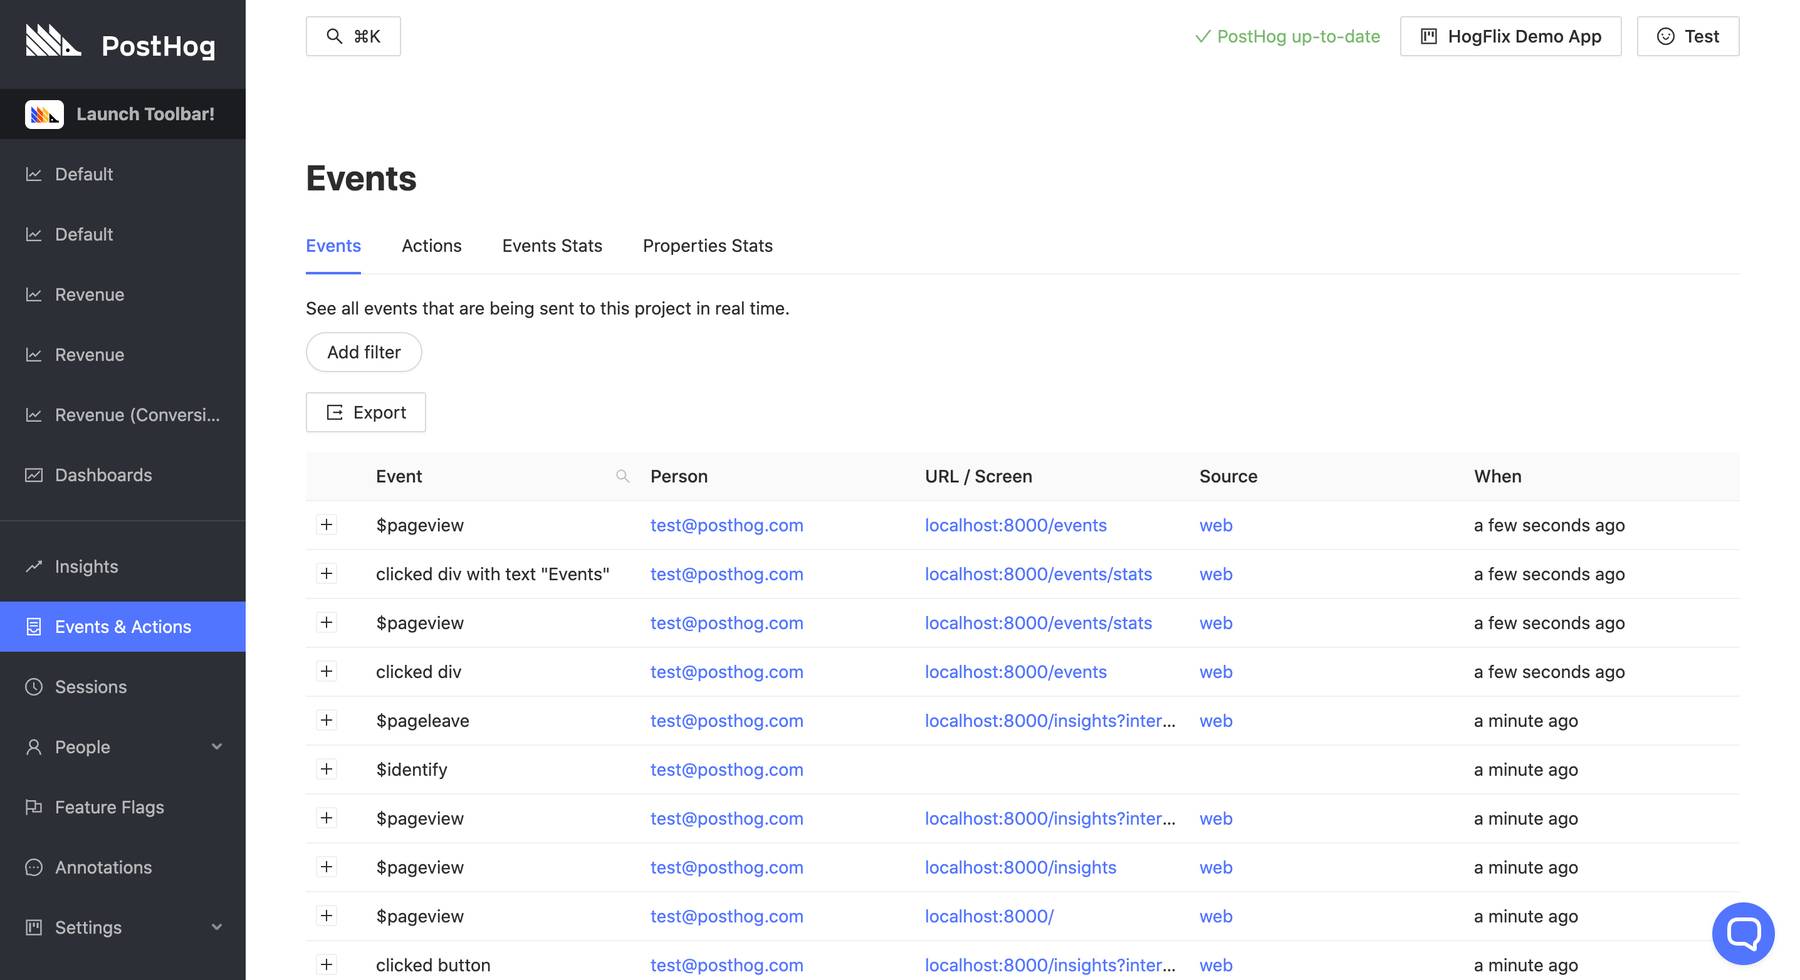 PostHog
Launch Toolbar!
Default
Default
Revenue
Revenue
Revenue (Conversi...
Dashboards
Insights
Events & Actions
Sessions
People
Feature Flags
Annotations
Settings
⌘K
PostHog up-to-date
HogFlix Demo App
Test
Events
Events Actions Events Stats Properties Stats
See all events that are being sent to this project in real time.
Add filter
Export
Event Person URL / Screen Source When
$pageview test@posthog.com localhost:8000/events web a few seconds ago
clicked div with text "Events" test@posthog.com localhost:8000/events/stats web a few seconds ago
$pageview test@posthog.com localhost:8000/events/stats web a few seconds ago
clicked div test@posthog.com localhost:8000/events web a few seconds ago
$pageleave test@posthog.com localhost:8000/insights?inter... web a minute ago
$identify test@posthog.com a minute ago
$pageview test@posthog.com localhost:8000/insights?inter... web a minute ago
$pageview test@posthog.com localhost:8000/insights web a minute ago
$pageview test@posthog.com localhost:8000/ web a minute ago
clicked button test@posthog.com localhost:8000/insights?inter... web a minute ago